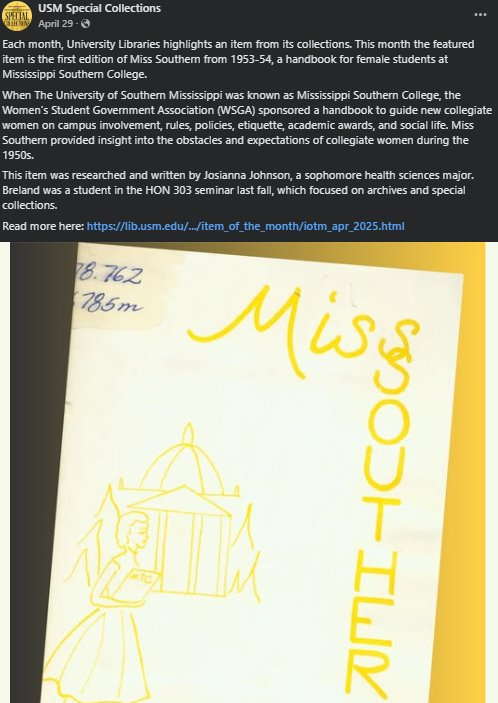 USM Special Collections
April 29 ·
Each month, University Libraries highlights an item from its collections. This month the featured
item is the first edition of Miss Southern from 1953-54, a handbook for female students at
Mississippi Southern College.
When The University of Southern Mississippi was known as Mississippi Southern College, the
Women's Student Government Association (WSGA) sponsored a handbook to guide new collegiate
women on campus involvement, rules, policies, etiquette, academic awards, and social life. Miss
Southern provided insight into the obstacles and expectations of collegiate women during the
1950s.
This item was researched and written by Josianna Johnson, a sophomore health sciences major.
Breland was a student in the HON 303 seminar last fall, which focused on archives and special
collections.
Read more here: https://lib.usm.edu/.../item_of_the_month/iotm_apr_2025.html
78.762
785m
Miss
SOUTHER
MSC